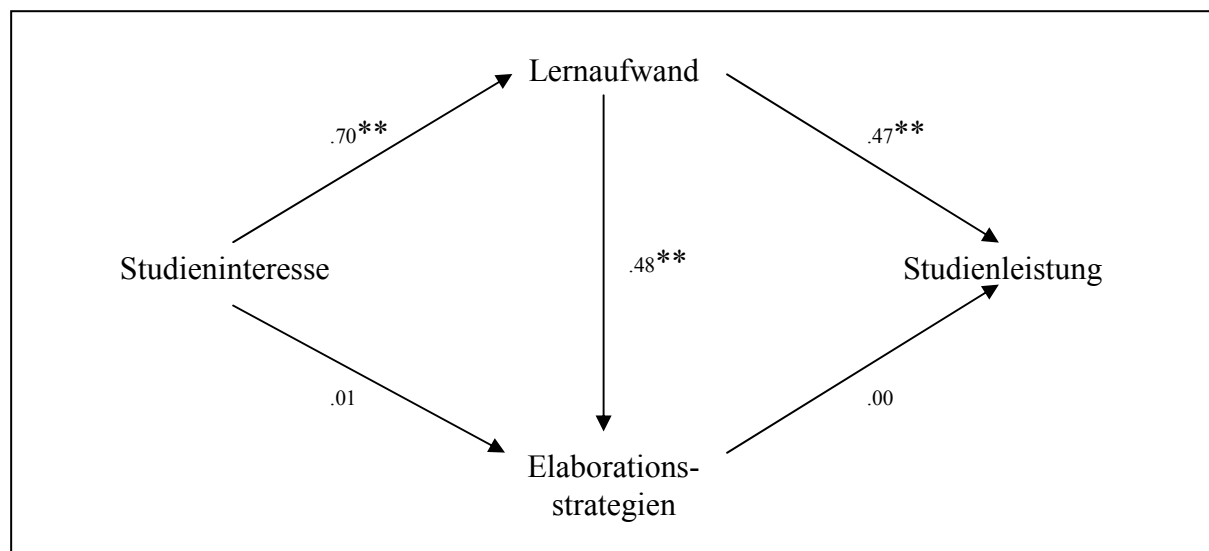 Lernaufwand
.70**
.47**
Studieninteresse
.48**
Studienleistung
.01
.00
Elaborations-
strategien